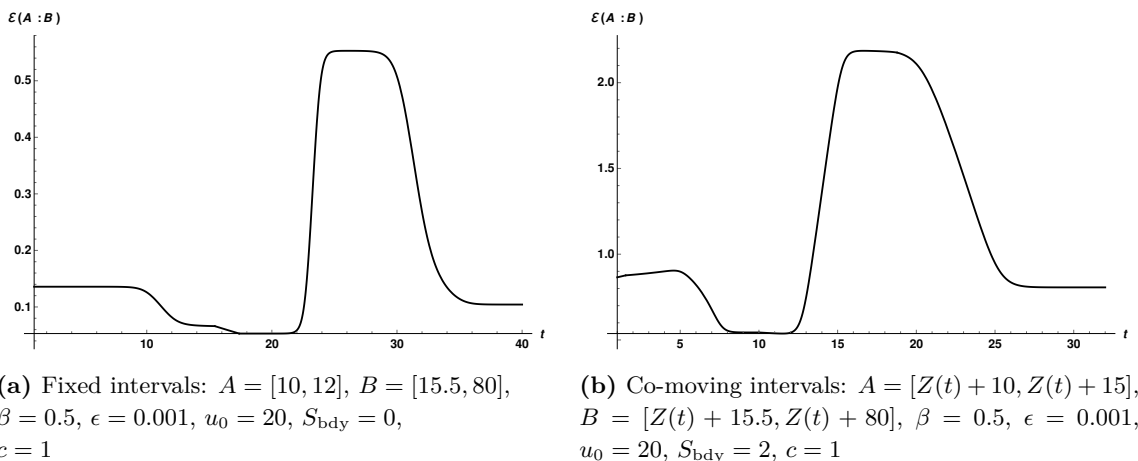 ℰ(A : B)
0.5
0.4
0.3
0.2
0.1
10
20
30
40
t
ℰ(A : B)
2.0
1.5
1.0
5
10
15
20
25
30
t
(a) Fixed intervals: A = [10, 12], B = [15.5, 80],
β = 0.5, ϵ = 0.001, u₀ = 20, S_bdy = 0,
c = 1
(b) Co-moving intervals: A = [Z(t) + 10, Z(t) + 15],
B = [Z(t) + 15.5, Z(t) + 80], β = 0.5, ϵ = 0.001,
u₀ = 20, S_bdy = 2, c = 1